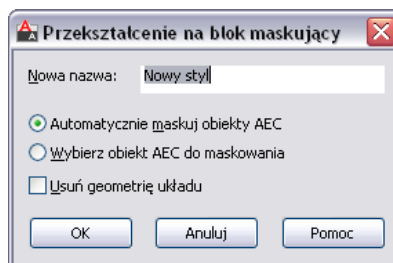 Przekształcenie na blok maskujący
Nowa nazwa: Nowy styl
Automatycznie maskuj obiekty AEC
Wybierz obiekt AEC do maskowania
Usuń geometrię układu
OK Anuluj Pomoc